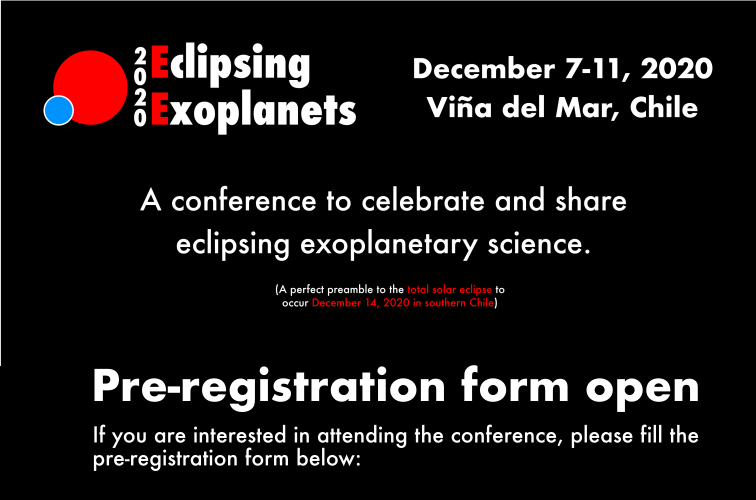 2020
Eclipsing
Exoplanets
December 7-11, 2020
Viña del Mar, Chile
A conference to celebrate and share
eclipsing exoplanetary science.
(A perfect preamble to the total solar eclipse to
occur December 14, 2020 in southern Chile)
Pre-registration form open
If you are interested in attending the conference, please fill the
pre-registration form below: